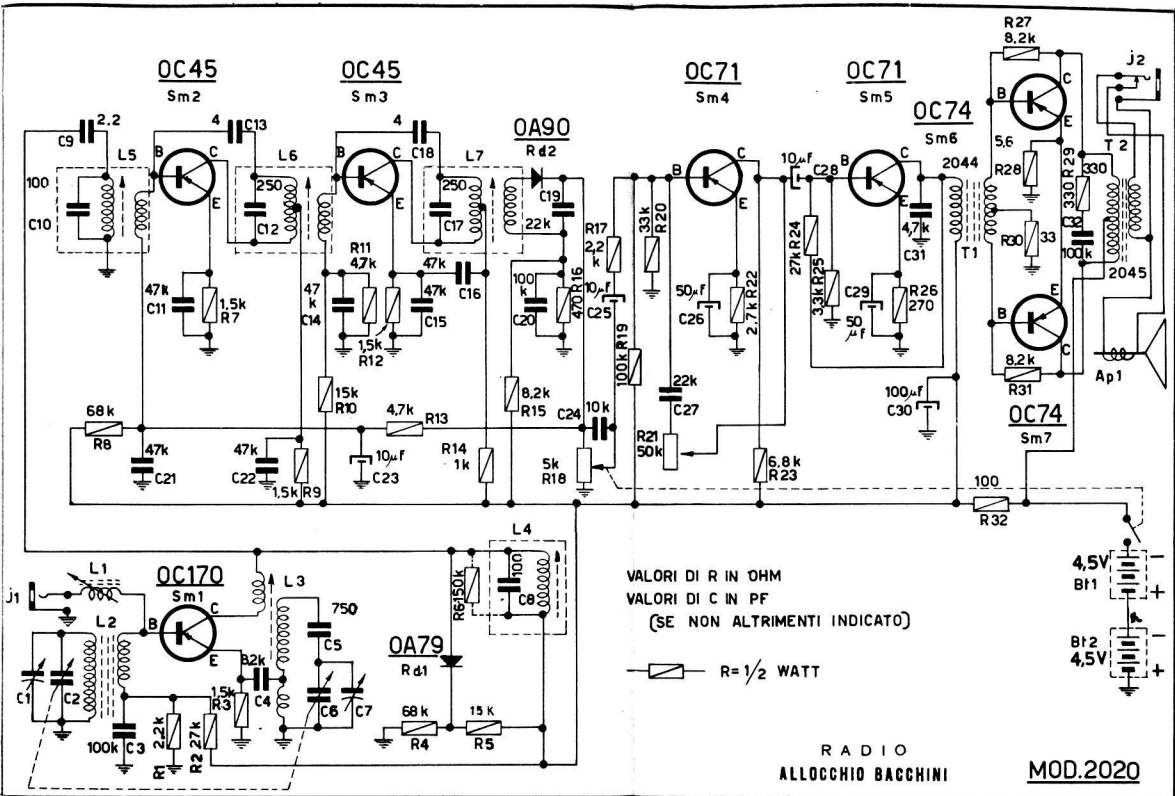 OC45
Sm2
OC45
Sm3
OA90
Rd2
OC71
Sm4
OC71
Sm5
OC74
Sm6
R27
8,2k
J2
C9
2.2
4
C13
4
C18
10µF
C28
2044
5,6
R28
330
R29
330
T2
L5
B
C
E
L6
B
C
E
L7
C19
B
C
E
B
C
E
B
C
E
100
C10
250
C12
250
C17
22k
R17
2,2
k
33k
R20
27k
R24
3,3k
R25
4,7k
C31
T1
R30
33
C32
100k
2045
47k
C11
1,5k
R7
R11
4,7k
47
k
C14
47k
C15
C16
1,5k
R12
100
k
C20
470
R16
10µF
C25
100k
R19
50µF
C26
2,7k
R22
C29
50
µF
R26
270
B
E
C
8,2k
R31
Ap1
68k
R8
15k
R10
4,7k
R13
8,2k
R15
C24
10k
22k
C27
100µF
C30
OC74
Sm7
47k
C21
47k
C22
1,5k
R9
10µF
C23
R14
1k
5k
R18
R21
50k
6,8k
R23
100
R32
L4
J1
L1
OC170
Sm1
L3
750
C5
R6
150k
100
C8
VALORI DI R IN OHM
VALORI DI C IN PF
(SE NON ALTRIMENTI INDICATO)
4,5V
Bt1
−
+
L2
B
C
E
OA79
Rd1
R=1/2 WATT
Bt2
4,5V
−
+
C1
C2
8,2k
C4
1,5k
R3
C6
C7
68k
R4
15k
R5
100k
C3
2,2k
R1
27k
R2
RADIO
ALLOCCHIO BACCHINI
MOD.2020